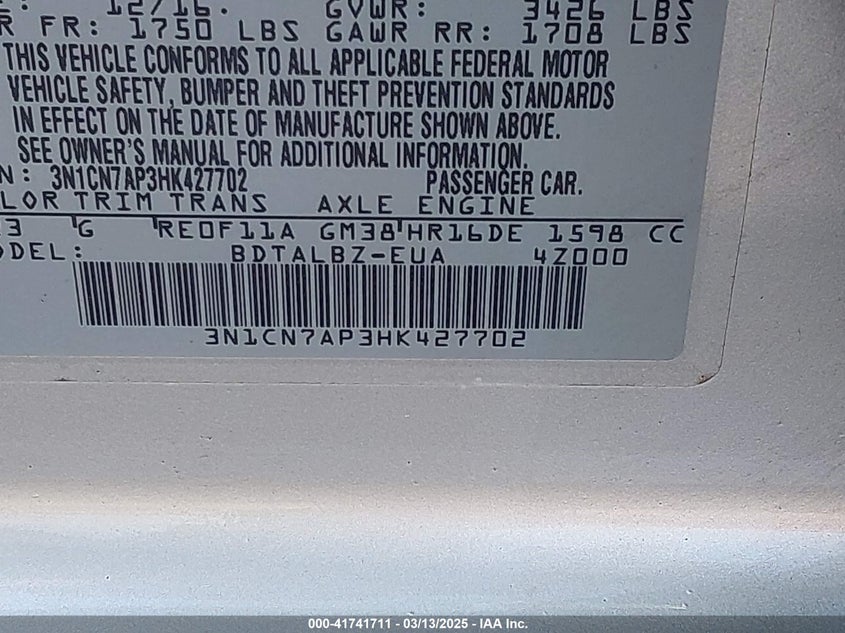 12/16. GVWR: 3426 LBS
R FR: 1750 LBS GAWR RR: 1708 LBS
THIS VEHICLE CONFORMS TO ALL APPLICABLE FEDERAL MOTOR
VEHICLE SAFETY, BUMPER AND THEFT PREVENTION STANDARDS
IN EFFECT ON THE DATE OF MANUFACTURE SHOWN ABOVE.
SEE OWNER'S MANUAL FOR ADDITIONAL INFORMATION.
N: 3N1CN7AP3HK427702 PASSENGER CAR.
LOR TRIM TRANS AXLE ENGINE
3 G RE0F11A GM38 HR16DE 1598 CC
ODEL: BDTALBZ-EUA 4Z000
3N1CN7AP3HK427702
000-41741711 - 03/13/2025 - IAA Inc.